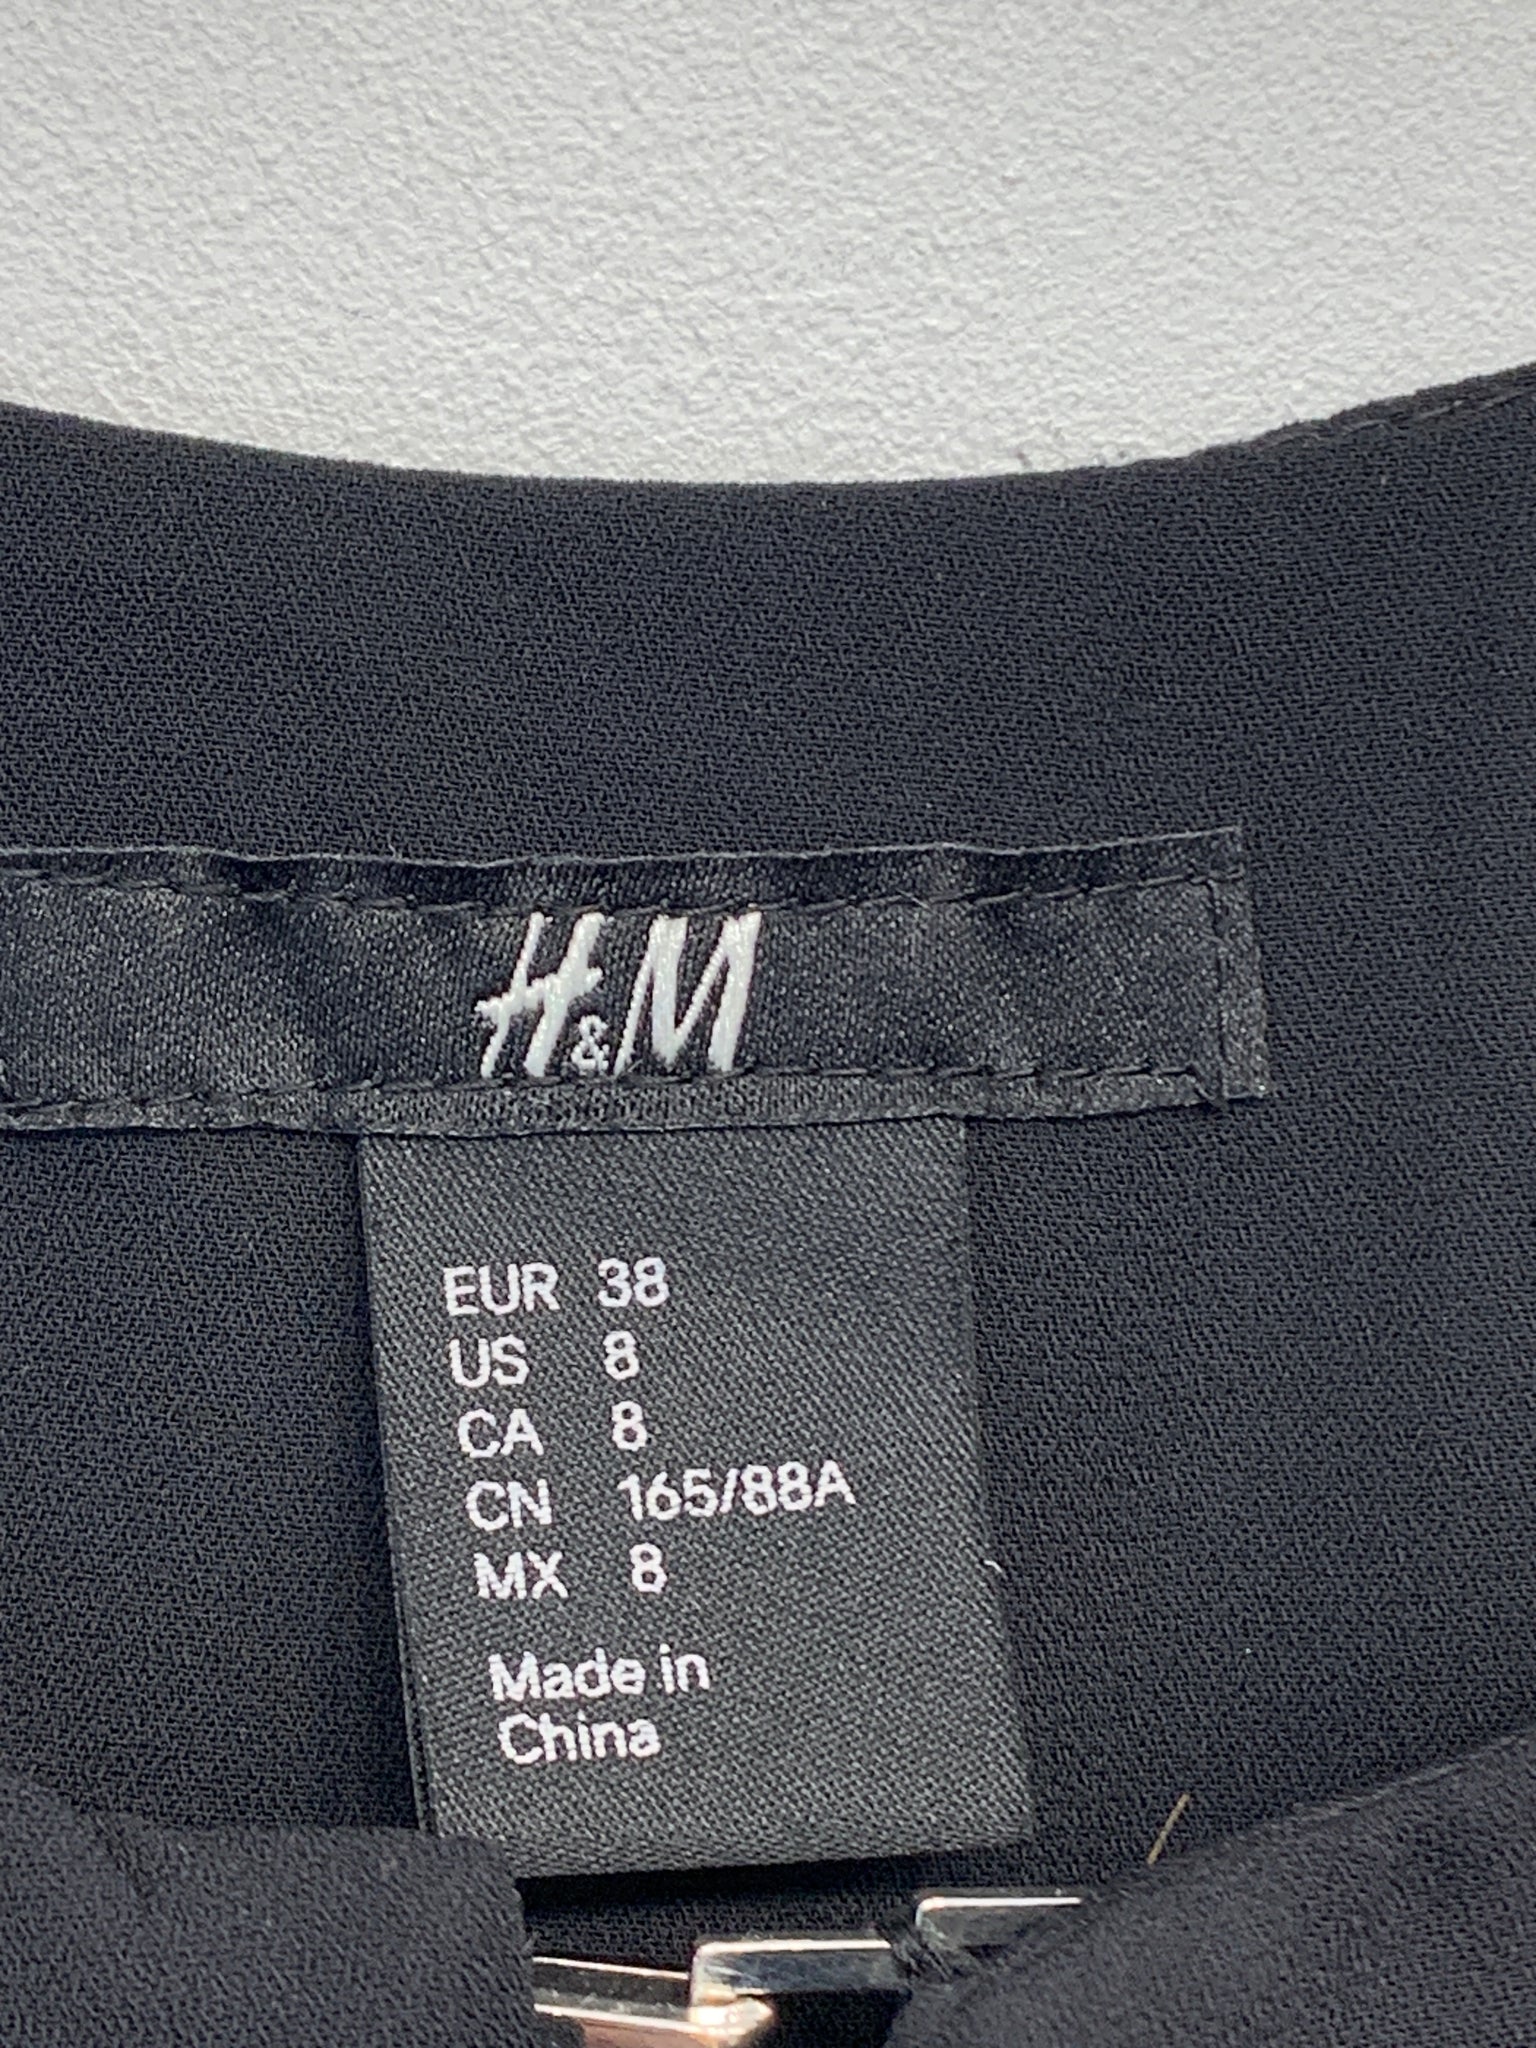 H&M
EUR 38
US 8
CA 8
CN 165/88A
MX 8
Made in
China